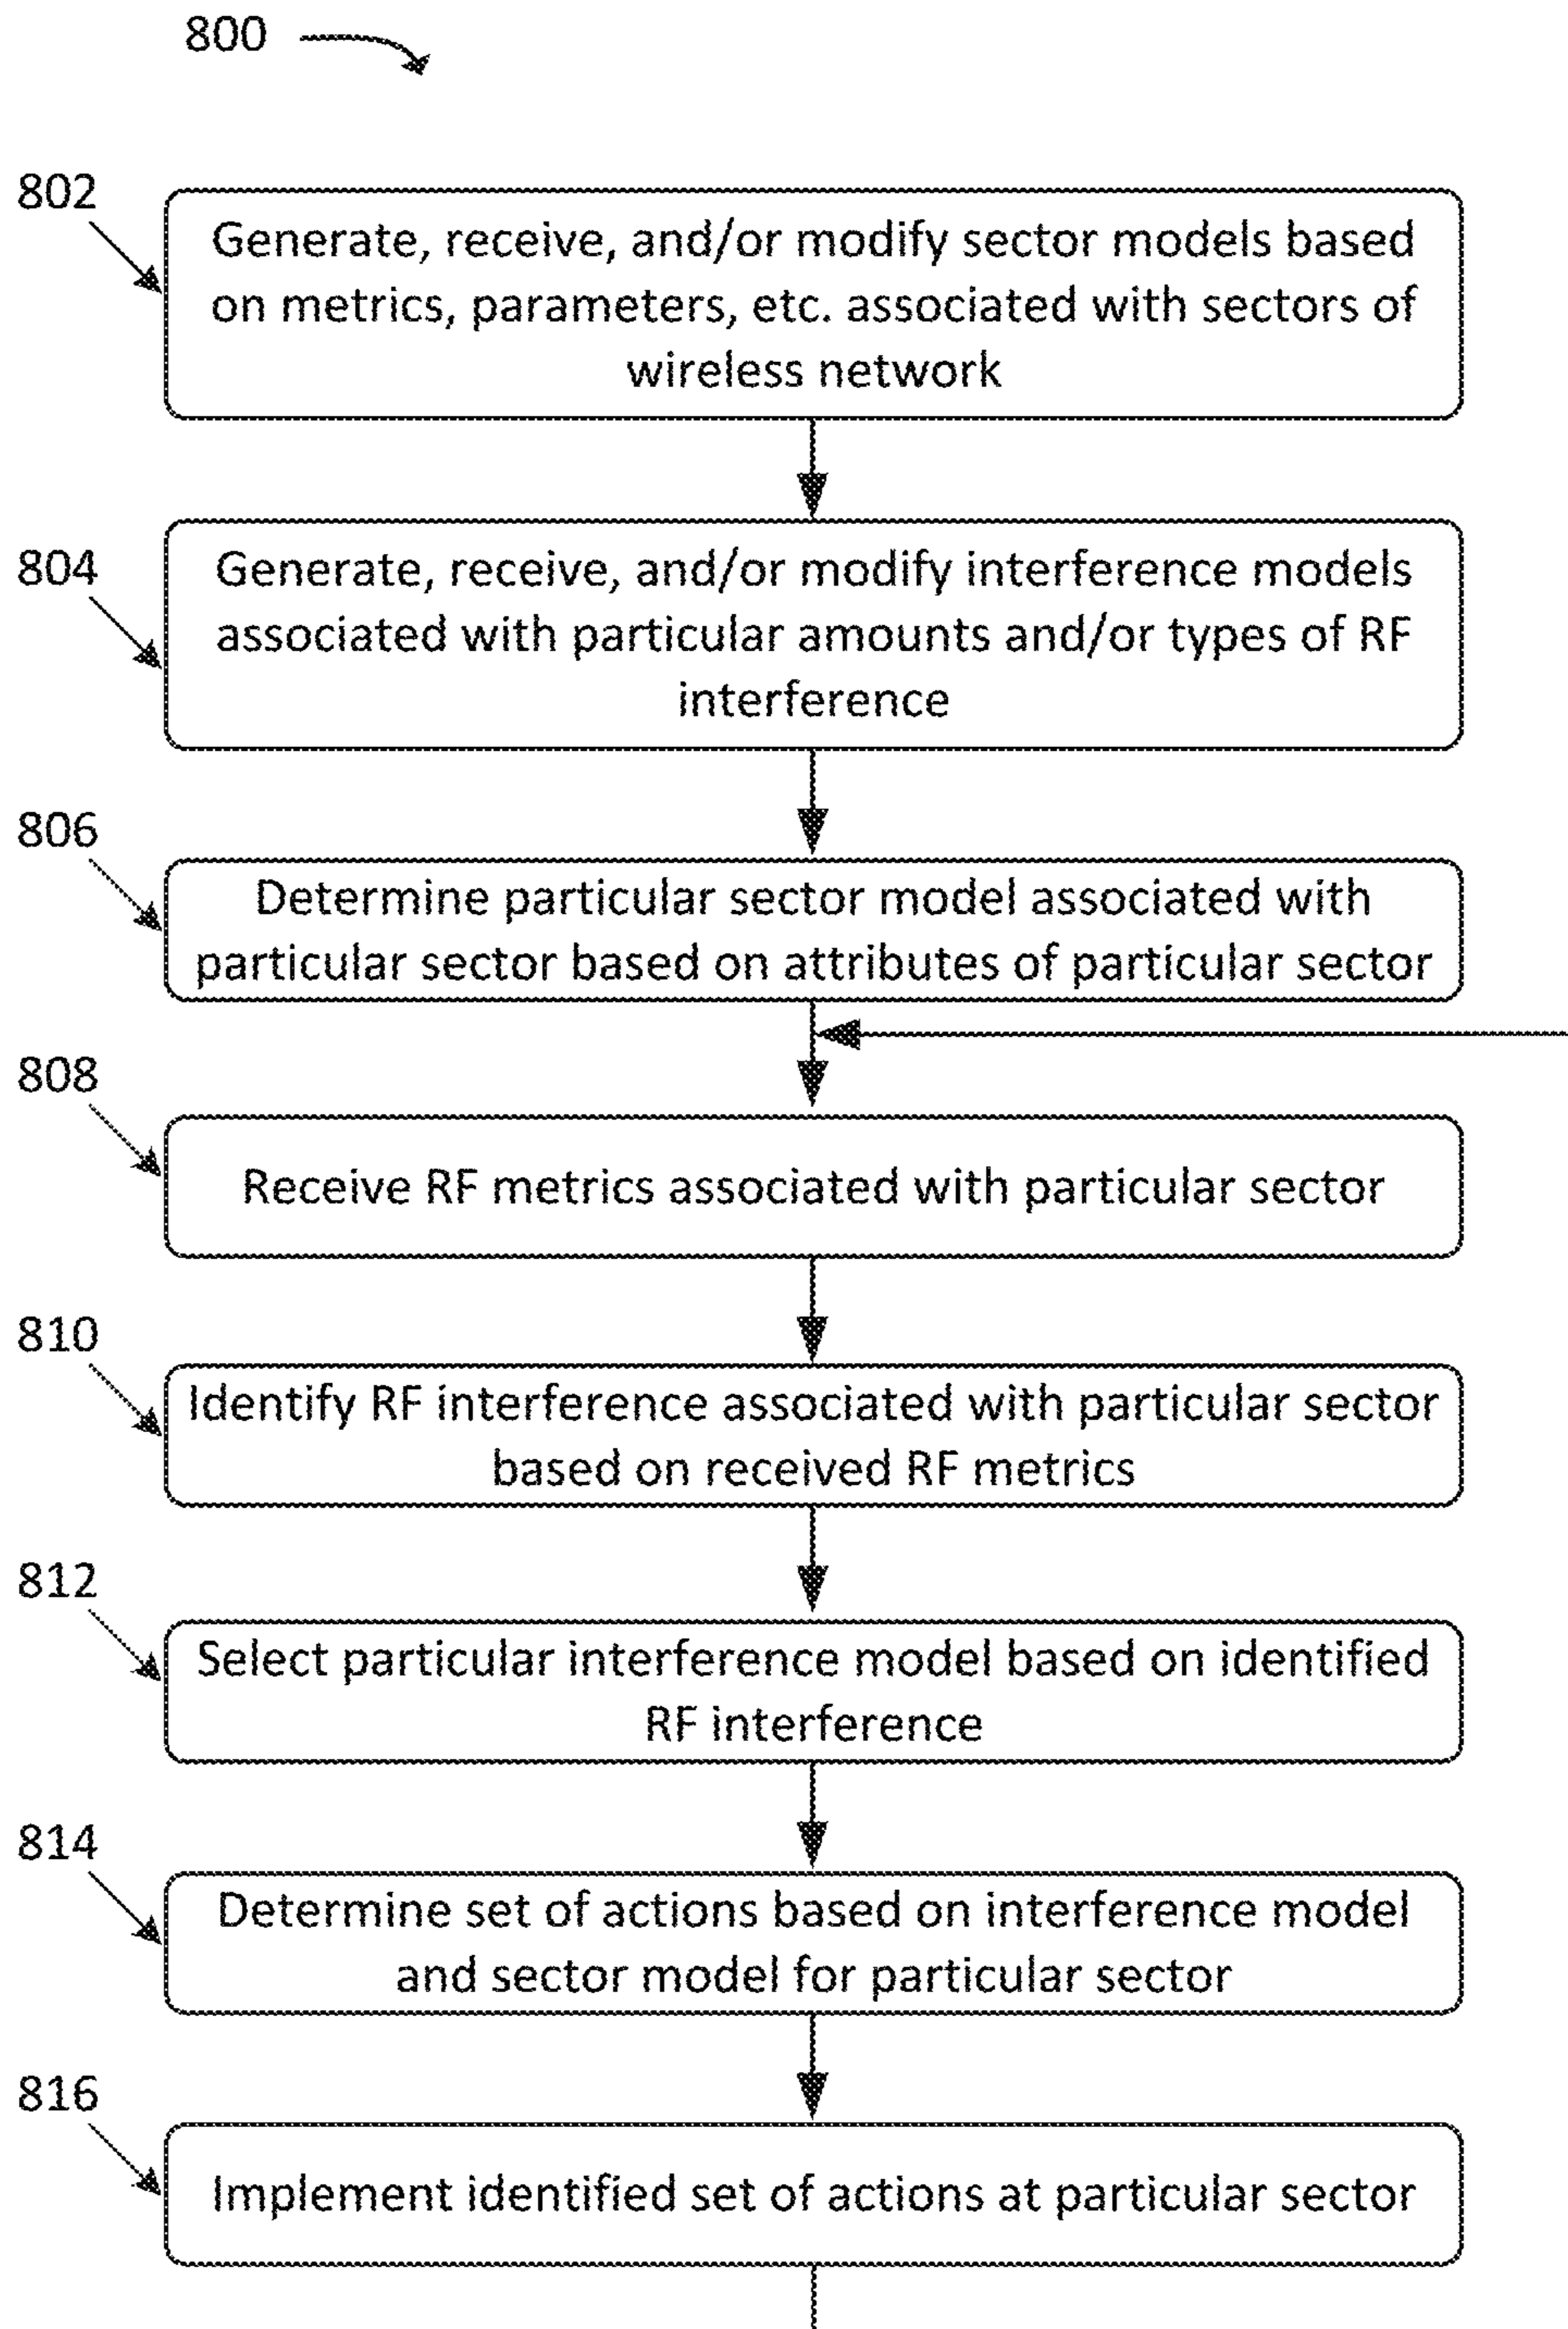 800
802
Generate, receive, and/or modify sector models based
on metrics, parameters, etc. associated with sectors of
wireless network
804
Generate, receive, and/or modify interference models
associated with particular amounts and/or types of RF
interference
806
Determine particular sector model associated with
particular sector based on attributes of particular sector
808
Receive RF metrics associated with particular sector
810
Identify RF interference associated with particular sector
based on received RF metrics
812
Select particular interference model based on identified
RF interference
814
Determine set of actions based on interference model
and sector model for particular sector
816
Implement identified set of actions at particular sector